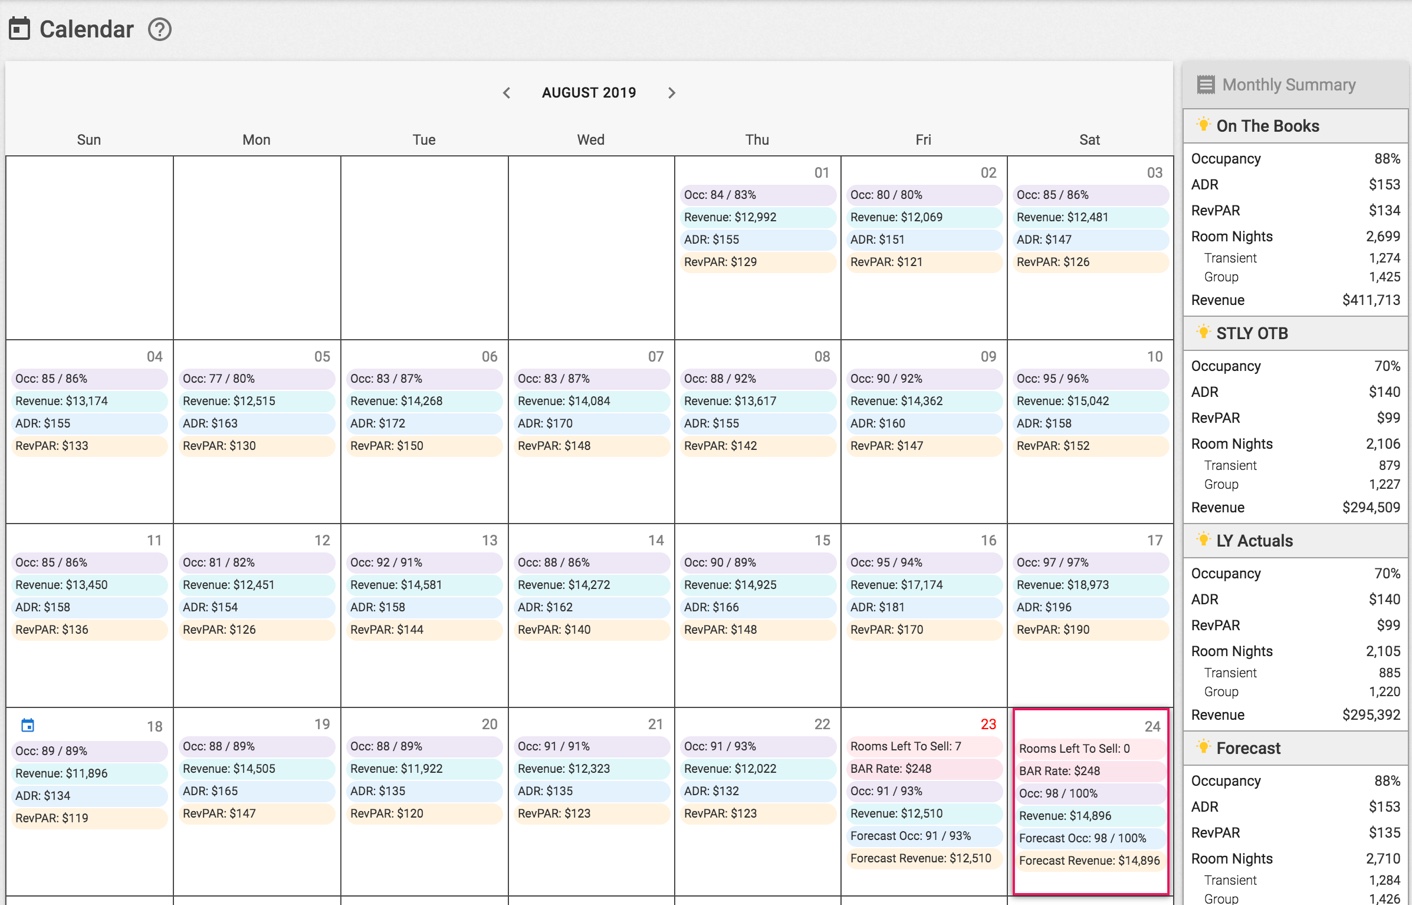 Calendar ?
AUGUST 2019
Sun Mon Tue Wed Thu Fri Sat
01 02 03
Occ: 84 / 83% Occ: 80 / 80% Occ: 85 / 86%
Revenue: $12,992 Revenue: $12,069 Revenue: $12,481
ADR: $155 ADR: $151 ADR: $147
RevPAR: $129 RevPAR: $121 RevPAR: $126
04 05 06 07 08 09 10
Occ: 85 / 86% Occ: 77 / 80% Occ: 83 / 87% Occ: 83 / 87% Occ: 88 / 92% Occ: 90 / 92% Occ: 95 / 96%
Revenue: $13,174 Revenue: $12,515 Revenue: $14,268 Revenue: $14,084 Revenue: $13,617 Revenue: $14,362 Revenue: $15,042
ADR: $155 ADR: $163 ADR: $172 ADR: $170 ADR: $155 ADR: $160 ADR: $158
RevPAR: $133 RevPAR: $130 RevPAR: $150 RevPAR: $148 RevPAR: $142 RevPAR: $147 RevPAR: $152
11 12 13 14 15 16 17
Occ: 85 / 86% Occ: 81 / 82% Occ: 92 / 91% Occ: 88 / 86% Occ: 90 / 89% Occ: 95 / 94% Occ: 97 / 97%
Revenue: $13,450 Revenue: $12,451 Revenue: $14,581 Revenue: $14,272 Revenue: $14,925 Revenue: $17,174 Revenue: $18,973
ADR: $158 ADR: $154 ADR: $158 ADR: $162 ADR: $166 ADR: $181 ADR: $196
RevPAR: $136 RevPAR: $126 RevPAR: $144 RevPAR: $140 RevPAR: $148 RevPAR: $170 RevPAR: $190
18 19 20 21 22 23 24
Occ: 89 / 89% Occ: 88 / 89% Occ: 88 / 89% Occ: 91 / 91% Occ: 91 / 93% Rooms Left To Sell: 7 Rooms Left To Sell: 0
Revenue: $11,896 Revenue: $14,505 Revenue: $11,922 Revenue: $12,323 Revenue: $12,022 BAR Rate: $248 BAR Rate: $248
ADR: $134 ADR: $165 ADR: $135 ADR: $135 ADR: $132 Occ: 91 / 93% Occ: 98 / 100%
RevPAR: $119 RevPAR: $147 RevPAR: $120 RevPAR: $123 RevPAR: $123 Revenue: $12,510 Revenue: $14,896
Forecast Occ: 91 / 93% Forecast Occ: 98 / 100%
Forecast Revenue: $12,510 Forecast Revenue: $14,896
Monthly Summary
On The Books
Occupancy 88%
ADR $153
RevPAR $134
Room Nights 2,699
Transient 1,274
Group 1,425
Revenue $411,713
STLY OTB
Occupancy 70%
ADR $140
RevPAR $99
Room Nights 2,106
Transient 879
Group 1,227
Revenue $294,509
LY Actuals
Occupancy 70%
ADR $140
RevPAR $99
Room Nights 2,105
Transient 885
Group 1,220
Revenue $295,392
Forecast
Occupancy 88%
ADR $153
RevPAR $135
Room Nights 2,710
Transient 1,284
Group 1,426